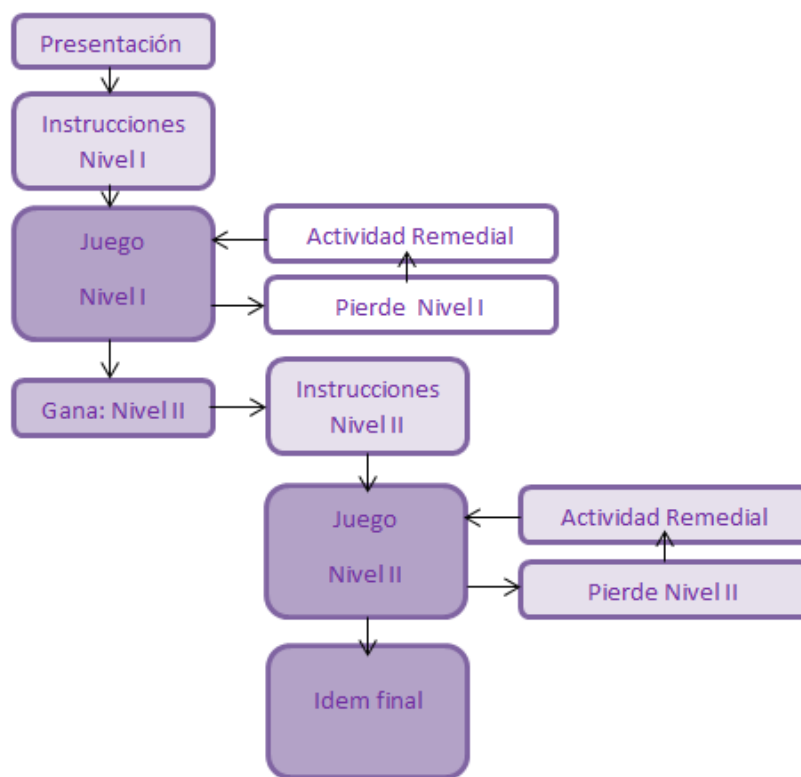 Presentación
Instrucciones
Nivel I
Juego
Nivel I
Actividad Remedial
Pierde Nivel I
Gana: Nivel II
Instrucciones
Nivel II
Juego
Nivel II
Actividad Remedial
Pierde Nivel II
Idem final